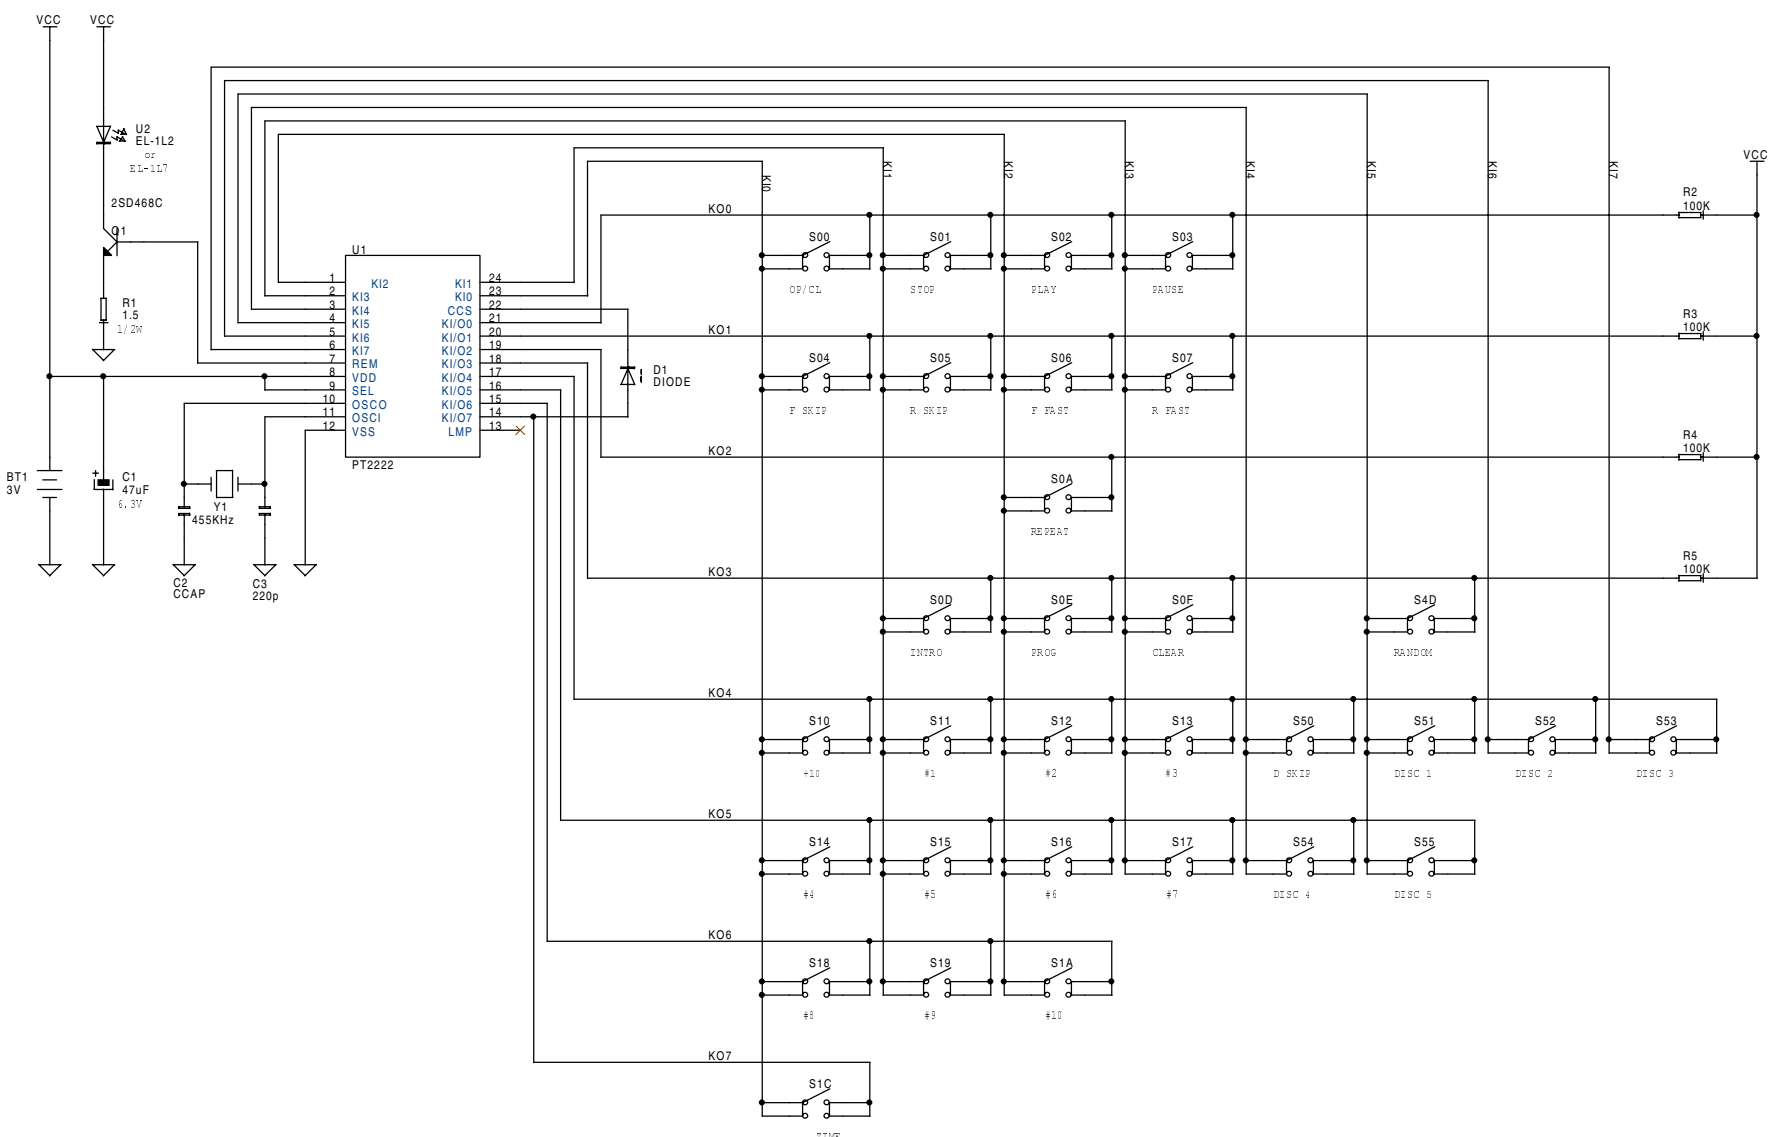 VCC VCC
U2
EL-1L2
or
EL-1L7
2SD468C
Q1
R1
1.5
1/2W
U1
1 KI2 KI1 24
2 KI3 KI0 23
3 KI4 CCS 22
4 KI5 KI/O0 21
5 KI6 KI/O1 20
6 KI7 KI/O2 19
7 REM KI/O3 18
8 VDD KI/O4 17
9 SEL KI/O5 16
10 OSCO KI/O6 15
11 OSCI KI/O7 14
12 VSS LMP 13
PT2222
D1
DIODE
BT1
3V
+
C1
47uF
6.3V
Y1
455KHz
C2
CCAP
C3
220p
KI0 KI1 KI2 KI3 KI4 KI5 KI6 KI7
VCC
KO0
R2
100K
S00 S01 S02 S03
OP/CL STOP PLAY PAUSE
KO1
R3
100K
S04 S05 S06 S07
F SKIP R SKIP F FAST R FAST
KO2
R4
100K
S0A
REPEAT
KO3
R5
100K
S0D S0E S0F S4D
INTRO PROG CLEAR RANDOM
KO4
S10 S11 S12 S13 S50 S51 S52 S53
+10 #1 #2 #3 D SKIP DISC 1 DISC 2 DISC 3
KO5
S14 S15 S16 S17 S54 S55
#4 #5 #6 #7 DISC 4 DISC 5
KO6
S18 S19 S1A
#8 #9 #10
KO7
S1C
TIME